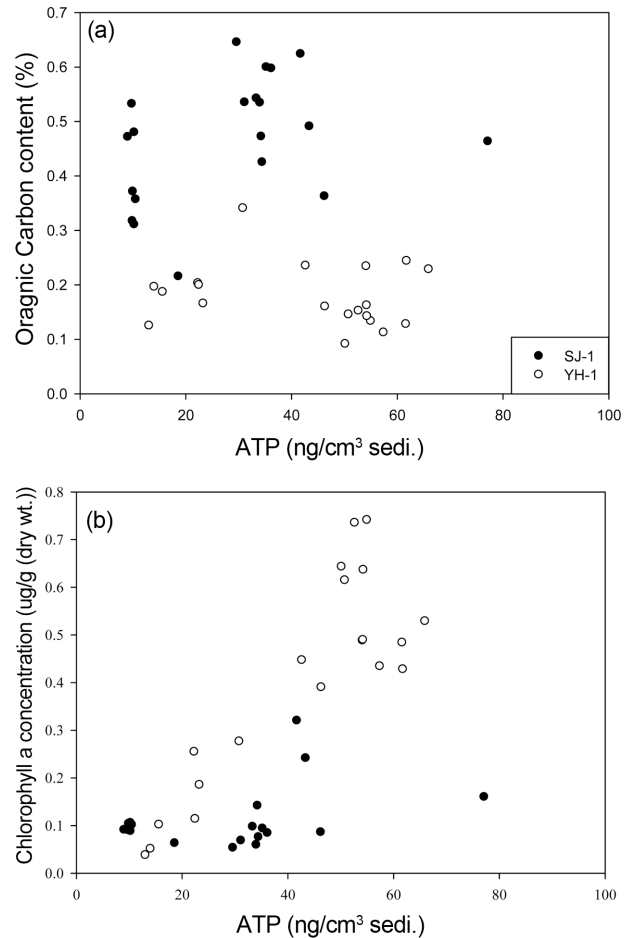 (a)
Oragnic Carbon content (%)
0.7
0.6
0.5
0.4
0.3
0.2
0.1
0.0
SJ-1
YH-1
0 20 40 60 80 100
ATP (ng/cm³ sedi.)
(b)
Chlorophyll a concentration (ug/g (dry wt.))
0.8
0.7
0.6
0.5
0.4
0.3
0.2
0.1
0.0
0 20 40 60 80 100
ATP (ng/cm³ sedi.)